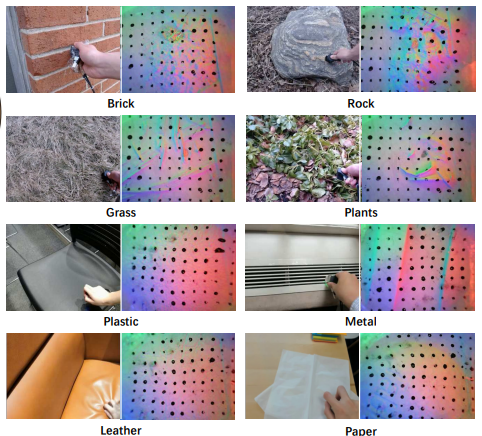 Brick
Rock
Grass
Plants
Plastic
Metal
Leather
Paper